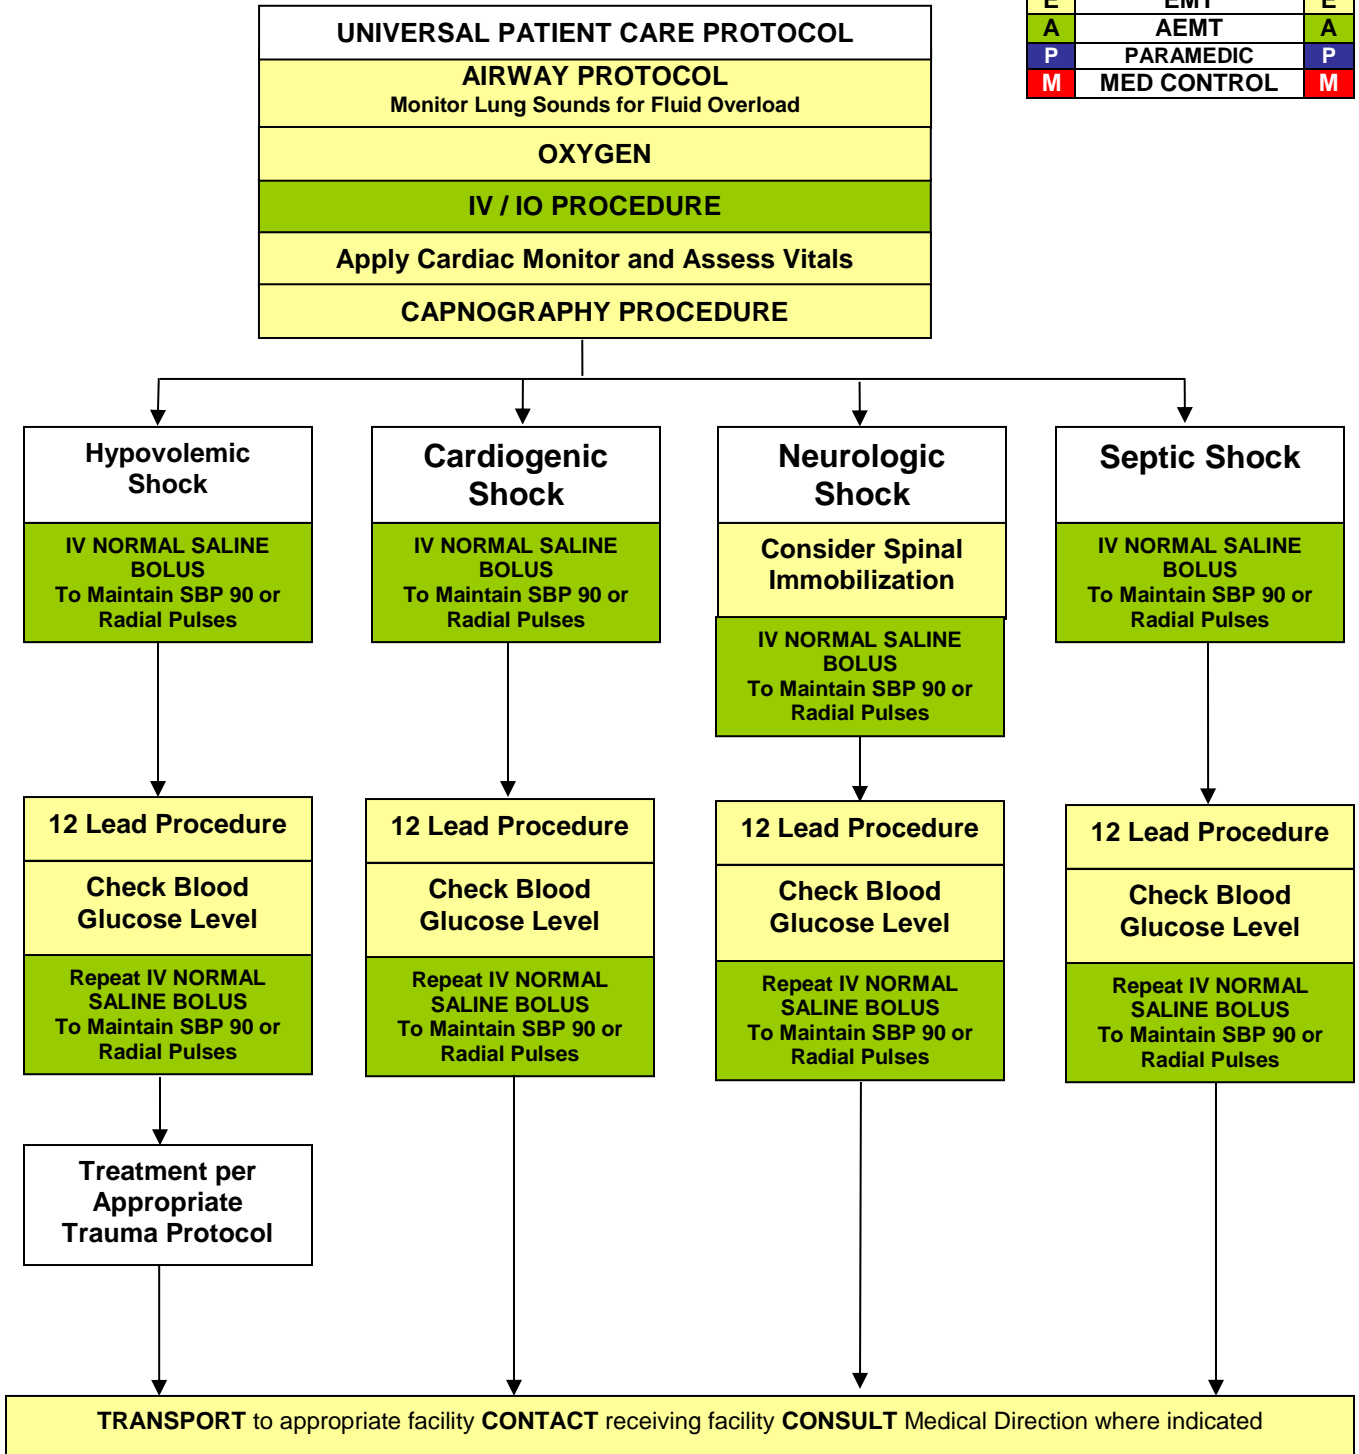 E EMT E
A AEMT A
P PARAMEDIC P
M MED CONTROL M
UNIVERSAL PATIENT CARE PROTOCOL
AIRWAY PROTOCOL
Monitor Lung Sounds for Fluid Overload
OXYGEN
IV / IO PROCEDURE
Apply Cardiac Monitor and Assess Vitals
CAPNOGRAPHY PROCEDURE
Hypovolemic
Shock
IV NORMAL SALINE
BOLUS
To Maintain SBP 90 or
Radial Pulses
12 Lead Procedure
Check Blood
Glucose Level
Repeat IV NORMAL
SALINE BOLUS
To Maintain SBP 90 or
Radial Pulses
Treatment per
Appropriate
Trauma Protocol
Cardiogenic
Shock
IV NORMAL SALINE
BOLUS
To Maintain SBP 90 or
Radial Pulses
12 Lead Procedure
Check Blood
Glucose Level
Repeat IV NORMAL
SALINE BOLUS
To Maintain SBP 90 or
Radial Pulses
Neurologic
Shock
Consider Spinal
Immobilization
IV NORMAL SALINE
BOLUS
To Maintain SBP 90 or
Radial Pulses
12 Lead Procedure
Check Blood
Glucose Level
Repeat IV NORMAL
SALINE BOLUS
To Maintain SBP 90 or
Radial Pulses
Septic Shock
IV NORMAL SALINE
BOLUS
To Maintain SBP 90 or
Radial Pulses
12 Lead Procedure
Check Blood
Glucose Level
Repeat IV NORMAL
SALINE BOLUS
To Maintain SBP 90 or
Radial Pulses
TRANSPORT to appropriate facility CONTACT receiving facility CONSULT Medical Direction where indicated